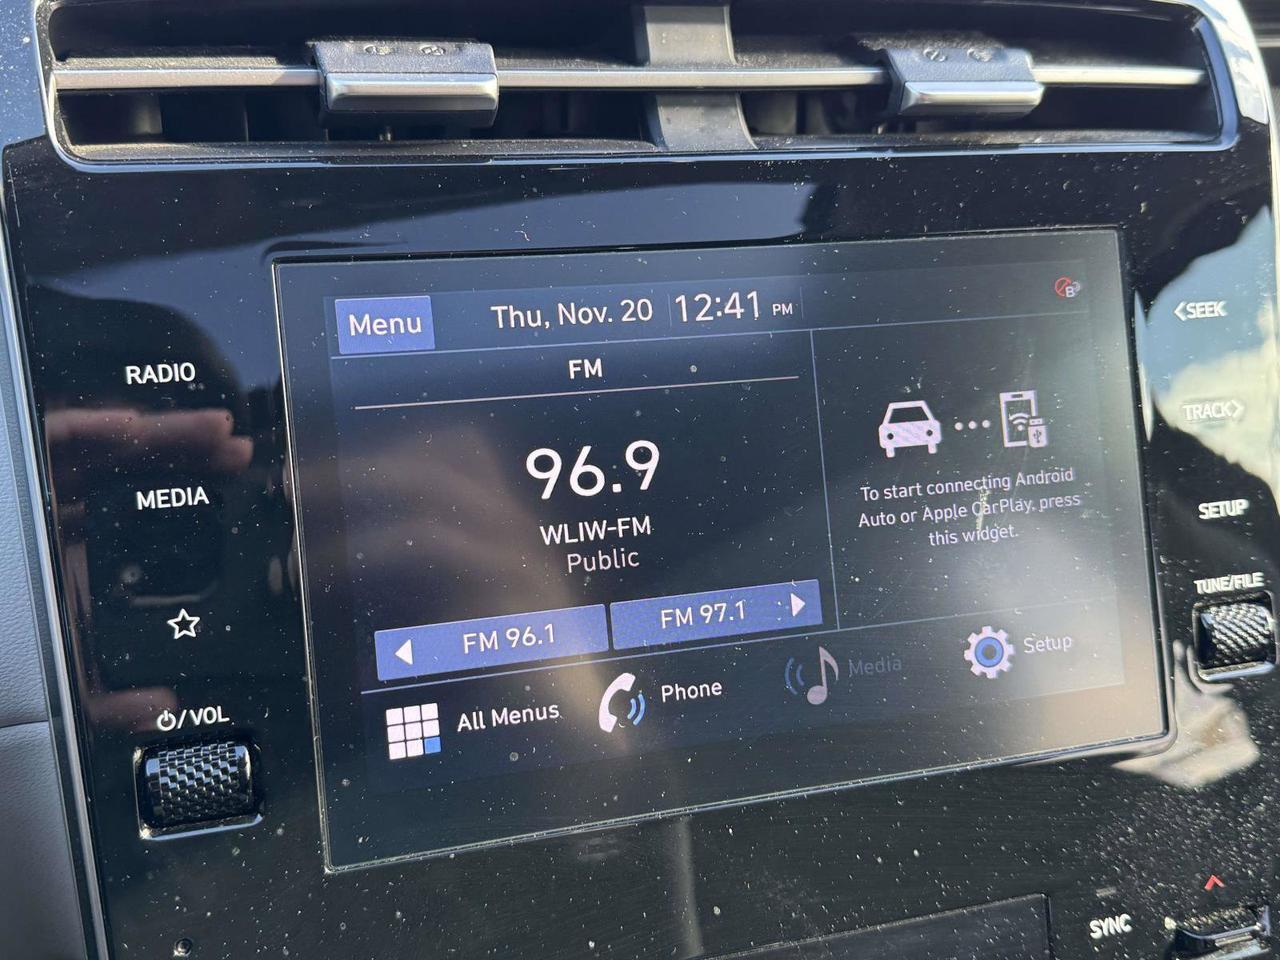 Menu
Thu, Nov. 20
12:41 PM
B
FM
96.9
WLIW-FM
Public
FM 96.1
FM 97.1
To start connecting Android
Auto or Apple CarPlay, press
this widget.
All Menus
Phone
Media
Setup
RADIO
MEDIA
/VOL
<SEEK
TRACK>
SETUP
TUNE/FILE
SYNC